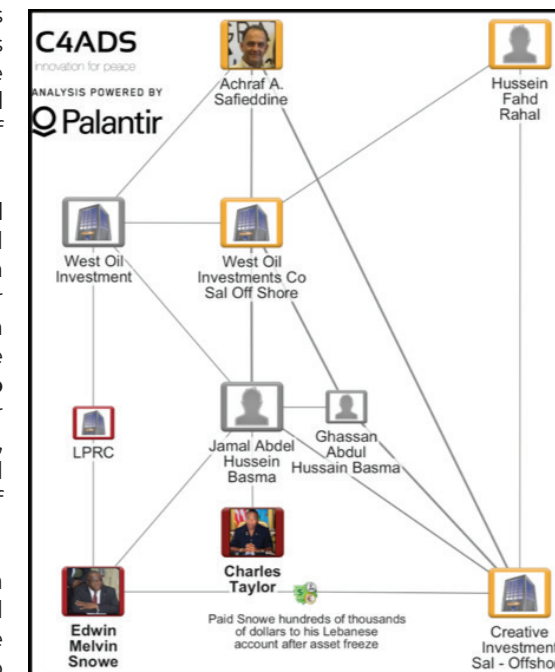 C4ADS
innovation for peace
ANALYSIS POWERED BY
Palantir
Achraf A.
Safieddine
Hussein
Fahd
Rahal
West Oil
Investment
West Oil
Investments Co
Sal Off Shore
LPRC
Jamal Abdel
Hussein
Basma
Ghassan
Abdul
Hussain Basma
Charles
Taylor
Edwin
Melvin
Snowe
Paid Snowe hundreds of thousands
of dollars to his Lebanese
account after asset freeze
Creative
Investment
Sal - Offshore